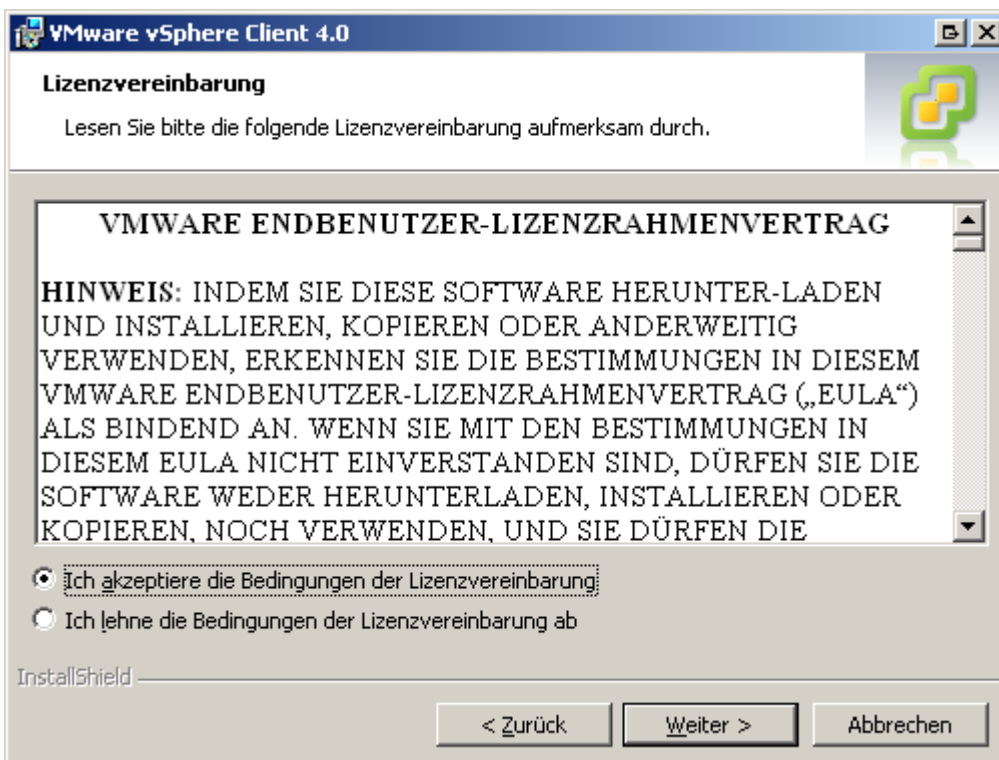 VMware vSphere Client 4.0
Lizenzvereinbarung
Lesen Sie bitte die folgende Lizenzvereinbarung aufmerksam durch.
VMWARE ENDBENUTZER-LIZENZRAHMENVERTRAG
HINWEIS: INDEM SIE DIESE SOFTWARE HERUNTER-LADEN
UND INSTALLIEREN, KOPIEREN ODER ANDERWEITIG
VERWENDEN, ERKENNEN SIE DIE BESTIMMUNGEN IN DIESEM
VMWARE ENDBENUTZER-LIZENZRAHMENVERTRAG („EULA“)
ALS BINDEND AN. WENN SIE MIT DEN BESTIMMUNGEN IN
DIESEM EULA NICHT EINVERSTANDEN SIND, DÜRFEN SIE DIE
SOFTWARE WEDER HERUNTERLADEN, INSTALLIEREN ODER
KOPIEREN, NOCH VERWENDEN, UND SIE DÜRFEN DIE
Ich akzeptiere die Bedingungen der Lizenzvereinbarung
Ich lehne die Bedingungen der Lizenzvereinbarung ab
InstallShield
< Zurück Weiter > Abbrechen